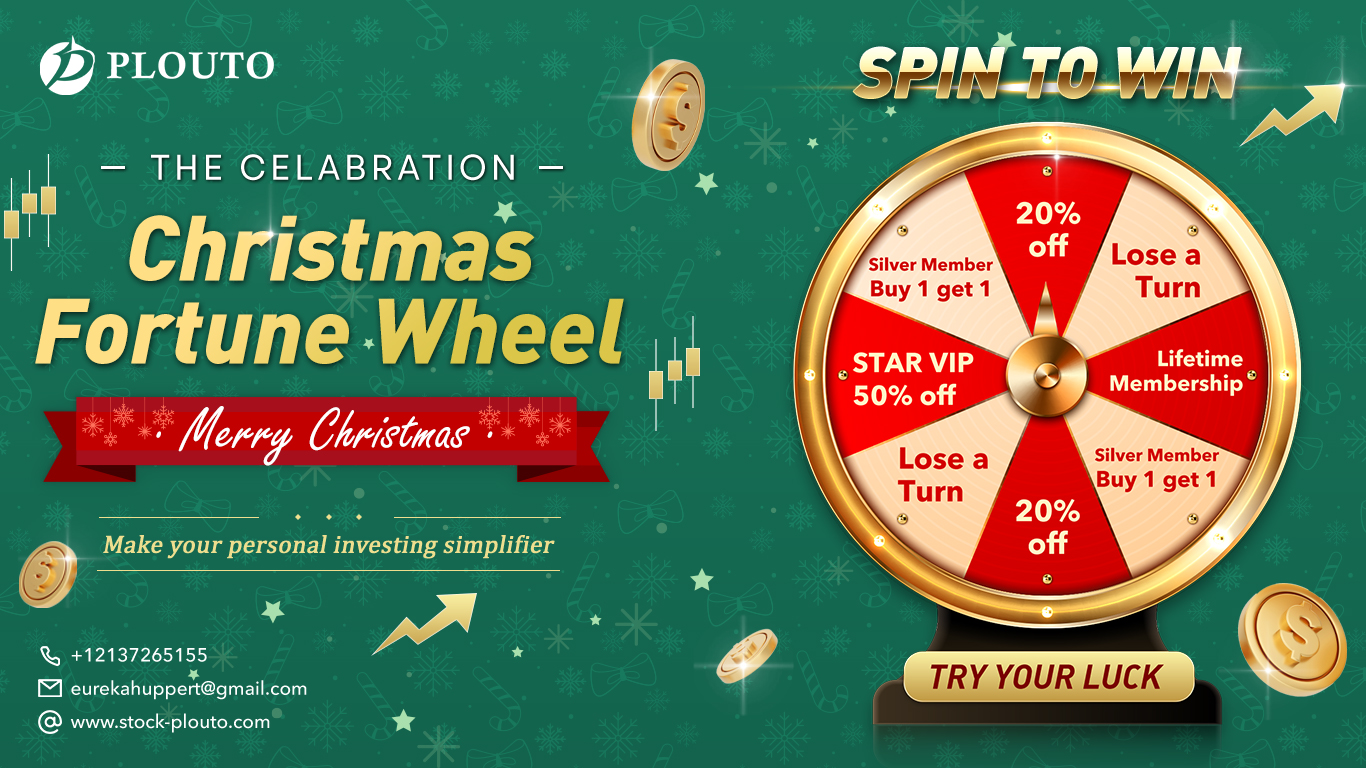 PLOUTO
THE CELABRATION
Christmas
Fortune Wheel
· Merry Christmas ·
Make your personal investing simplifier
+12137265155
eurekahuppert@gmail.com
www.stock-plouto.com
SPIN TO WIN
20%
off
Lose a
Turn
Lifetime
Membership
Silver Member
Buy 1 get 1
20%
off
Lose a
Turn
STAR VIP
50% off
Silver Member
Buy 1 get 1
TRY YOUR LUCK